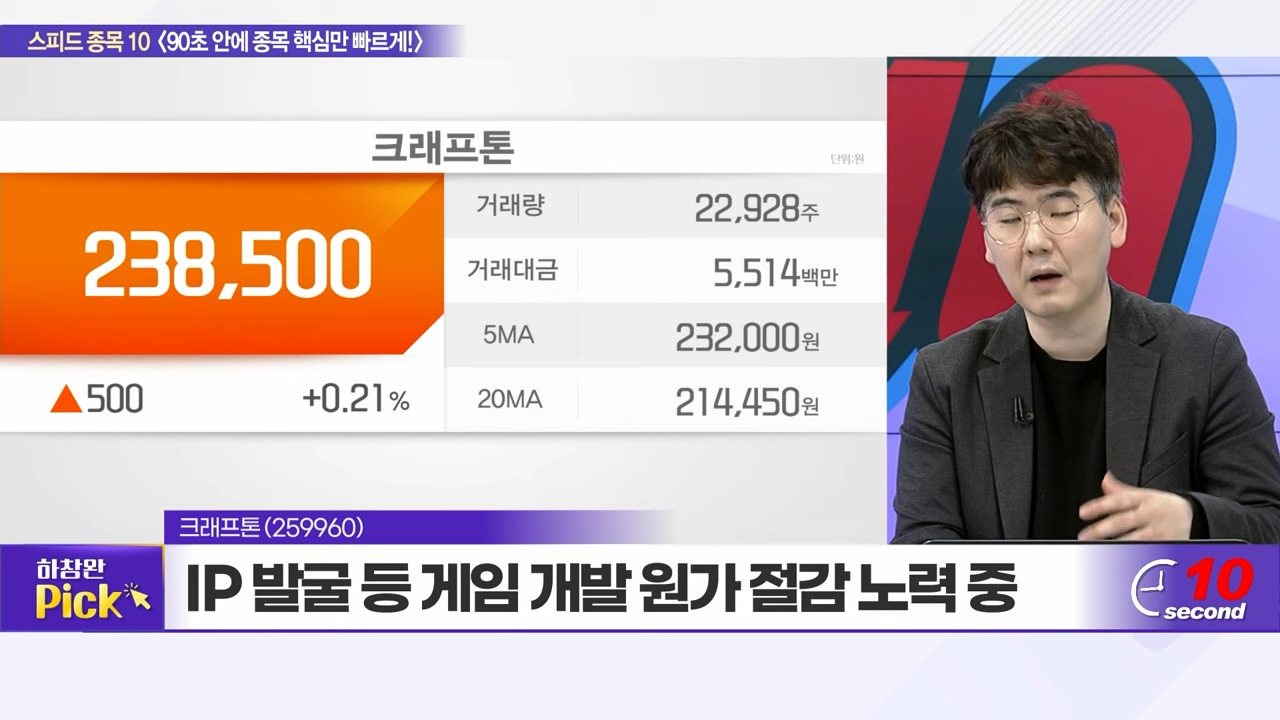 스피드 종목 10 〈90초 안에 종목 핵심만 빠르게!〉
크래프톤
단위:원
238,500
▲500 +0.21%
거래량 22,928주
거래대금 5,514백만
5MA 232,000원
20MA 214,450원
크래프톤(259960)
하창완
Pick
IP 발굴 등 게임 개발 원가 절감 노력 중
10
second